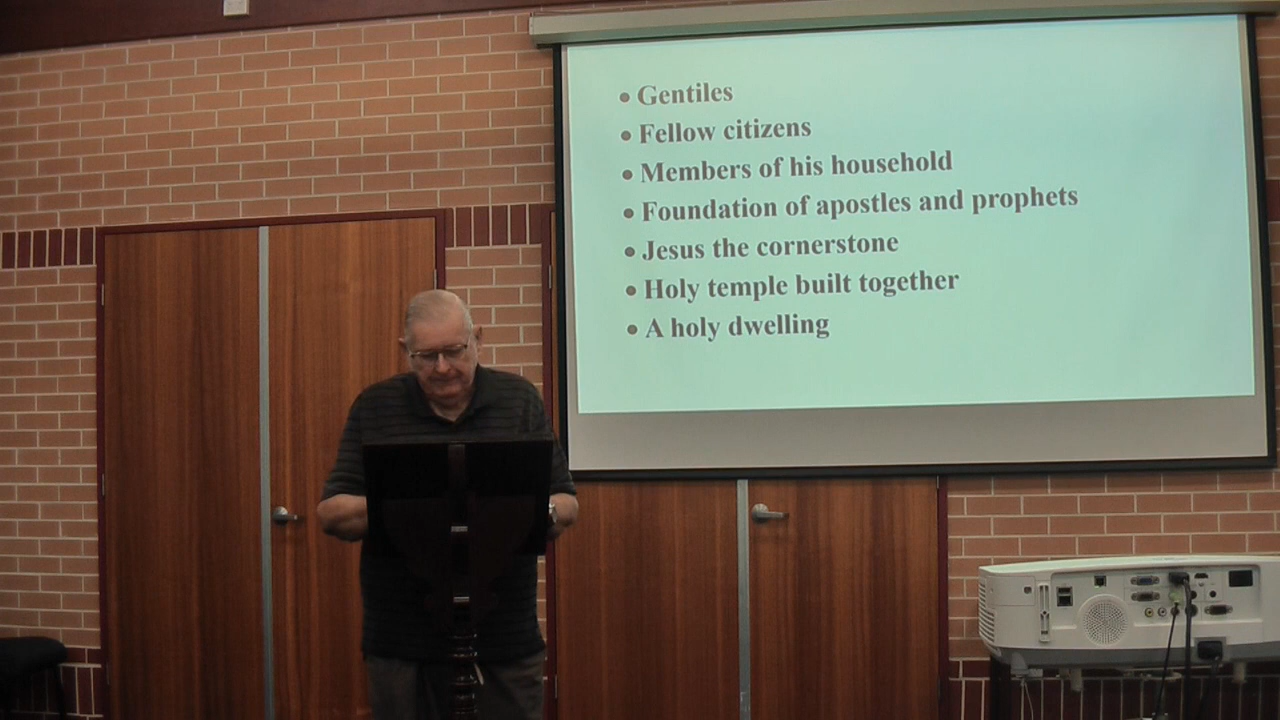 • Gentiles
• Fellow citizens
• Members of his household
• Foundation of apostles and prophets
• Jesus the cornerstone
• Holy temple built together
• A holy dwelling